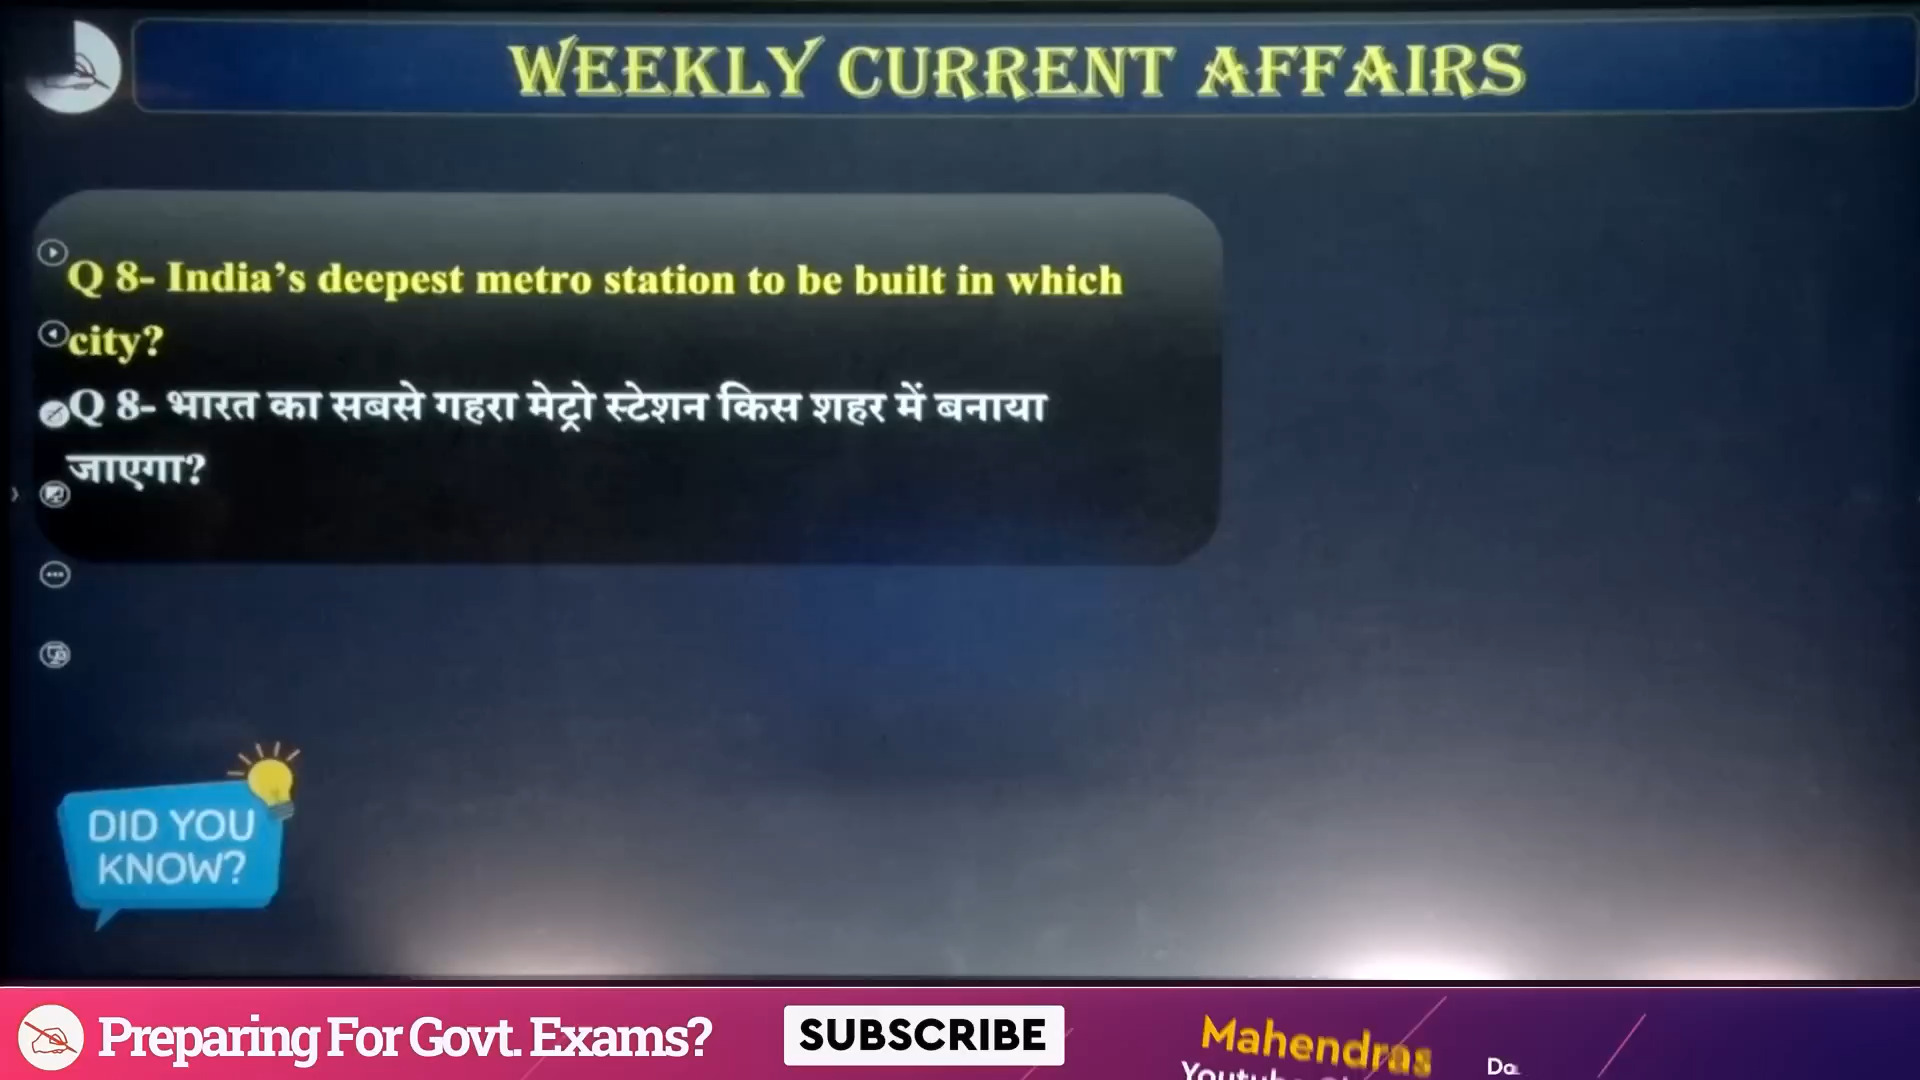 WEEKLY CURRENT AFFAIRS
Q 8- India’s deepest metro station to be built in which
city?
Q 8- भारत का सबसे गहरा मेट्रो स्टेशन किस शहर में बनाया
जाएगा?
DID YOU
KNOW?
Preparing For Govt. Exams?
SUBSCRIBE
Mahendras